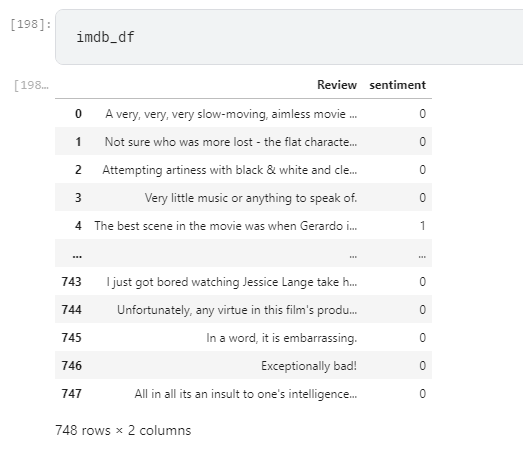 [198]:
imdb_df
[198...
Review sentiment
0 A very, very, very slow-moving, aimless movie ... 0
1 Not sure who was more lost - the flat characte... 0
2 Attempting artiness with black & white and cle... 0
3 Very little music or anything to speak of. 0
4 The best scene in the movie was when Gerardo i... 1
... ... ...
743 I just got bored watching Jessice Lange take h... 0
744 Unfortunately, any virtue in this film's produ... 0
745 In a word, it is embarrassing. 0
746 Exceptionally bad! 0
747 All in all its an insult to one's intelligence... 0
748 rows × 2 columns